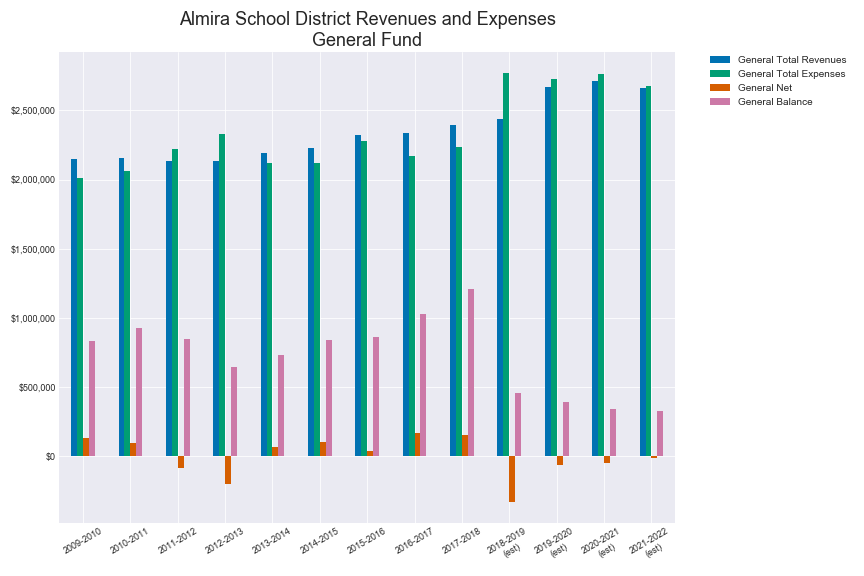 Almira School District Revenues and Expenses
General Fund
General Total Revenues
General Total Expenses
General Net
General Balance
$2,500,000
$2,000,000
$1,500,000
$1,000,000
$500,000
$0
2009-2010
2010-2011
2011-2012
2012-2013
2013-2014
2014-2015
2015-2016
2016-2017
2017-2018
2018-2019
(est)
2019-2020
(est)
2020-2021
(est)
2021-2022
(est)